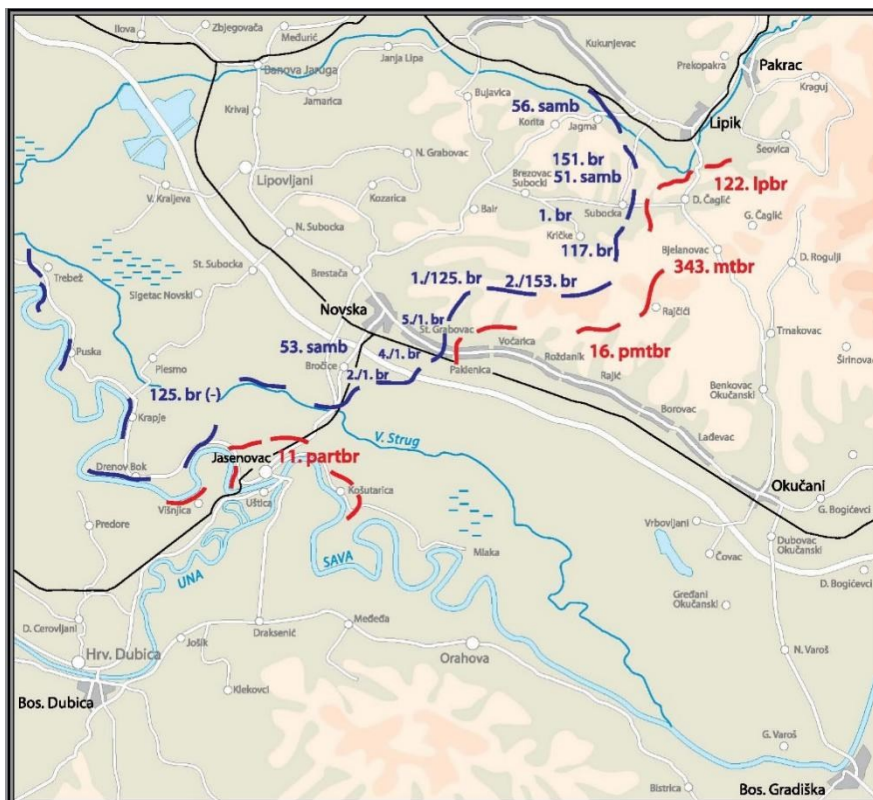 Ilova
Zbjegovača
Međurić
Banova Jaruga
Janja Lipa
Kukunjevac
Prekopakra
Pakrac
Kraguj
Jamarica
Krivaj
Bujavica
Korita
Jagma
56. samb
Lipik
Šeovica
N. Grabovac
Lipovljani
151. br
51. samb
Brezovac
Subocki
122. lpbr
V. Kraljeva
Kozarica
Subocka
D. Čaglić
G. Čaglić
Bair
1. br
Kričke
N. Subocka
117. br
Bjelanovac
D. Rogulji
Trebež
St. Subocka
Brestača
343. mtbr
Sigetac Novski
1./125. br
2./153. br
Rajčići
Novska
5./1. br
St. Grabovac
16. pmtbr
Trnakovac
Voćarica
Roždanik
Širinovac
Puska
Plesmo
53. samb
4./1. br
Paklenica
Rajić
Bročice
2./1. br
Benkovac
Okučanski
125. br (-)
Borovac
Krapje
Lađevac
V. Strug
Jasenovac
11. partbr
Drenov Bok
Okučani
Višnjica
Uštica
Košutarica
G. Bogićevci
Predore
Vrbovljani
Dubovac
Okučanski
Mlaka
Čovac
UNA
SAVA
D. Bogićevci
Gređani
Okučanski
D. Cerovljani
Jošik
Draksenić
Međeđa
N. Varoš
Hrv. Dubica
Orahova
Klekovci
Bos. Dubica
G. Varoš
Bistrica
Bos. Gradiška